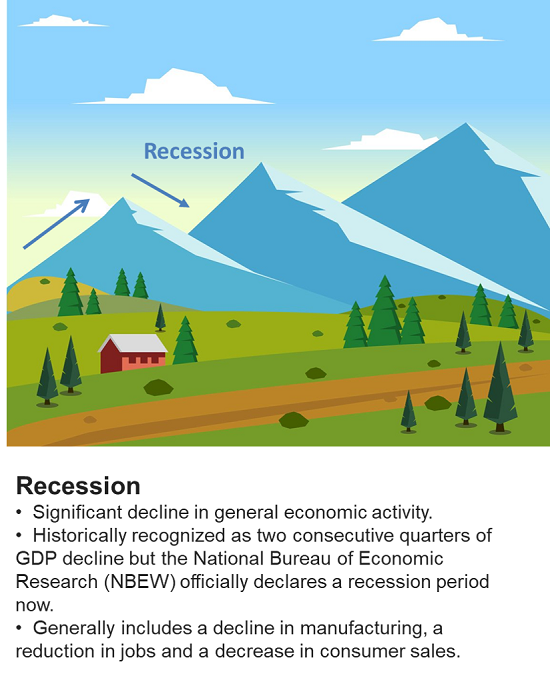 Recession
Recession
• Significant decline in general economic activity.
• Historically recognized as two consecutive quarters of
GDP decline but the National Bureau of Economic
Research (NBEW) officially declares a recession period
now.
• Generally includes a decline in manufacturing, a
reduction in jobs and a decrease in consumer sales.